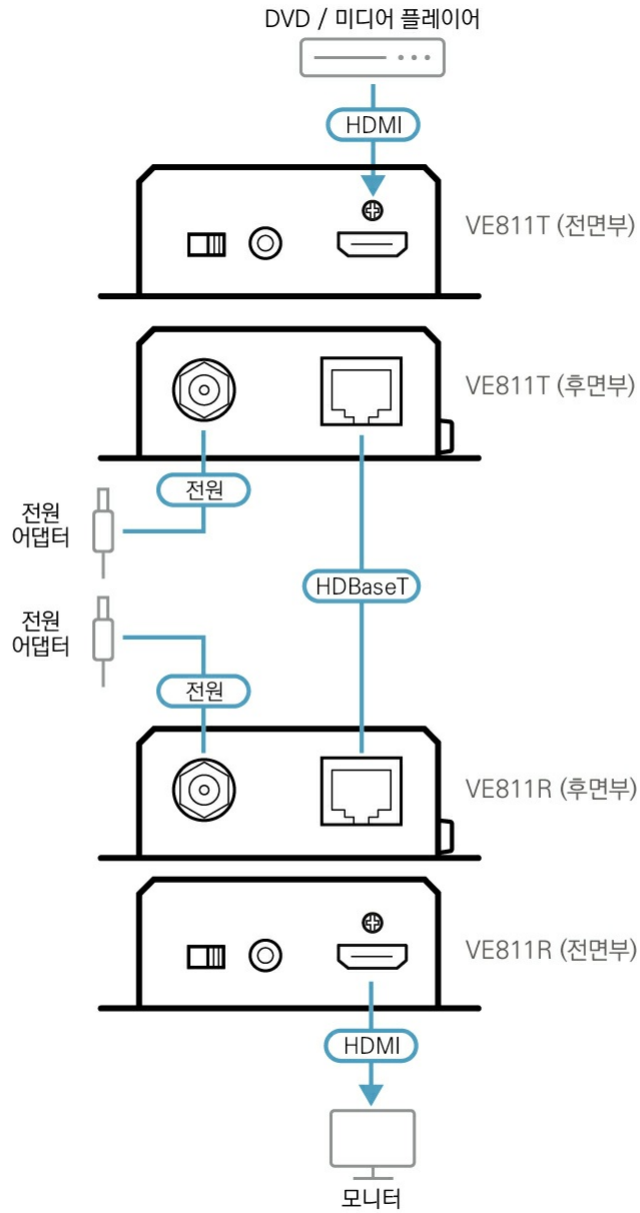 DVD / 미디어 플레이어
HDMI
VE811T (전면부)
VE811T (후면부)
전원
전원
어댑터
HDBaseT
전원
어댑터
전원
VE811R (후면부)
VE811R (전면부)
HDMI
모니터